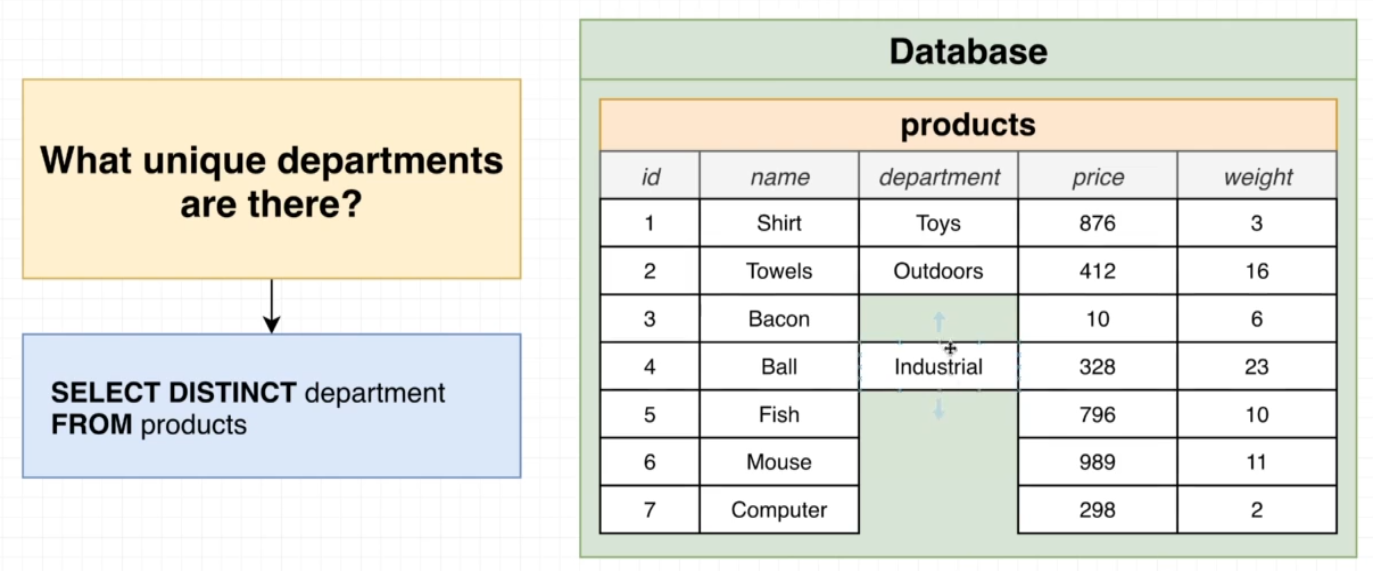 What unique departments
are there?
SELECT DISTINCT department
FROM products
Database
products
id name department price weight
1 Shirt Toys 876 3
2 Towels Outdoors 412 16
3 Bacon 10 6
4 Ball Industrial 328 23
5 Fish 796 10
6 Mouse 989 11
7 Computer 298 2